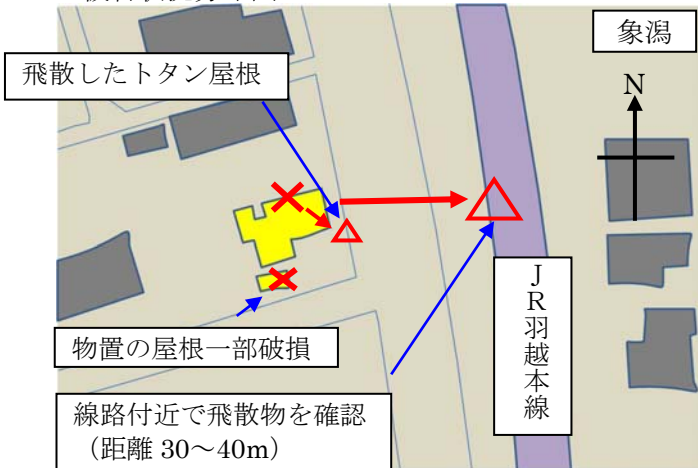 象潟
飛散したトタン屋根
N
物置の屋根一部破損
JR羽越本線
線路付近で飛散物を確認
（距離 30～40m）